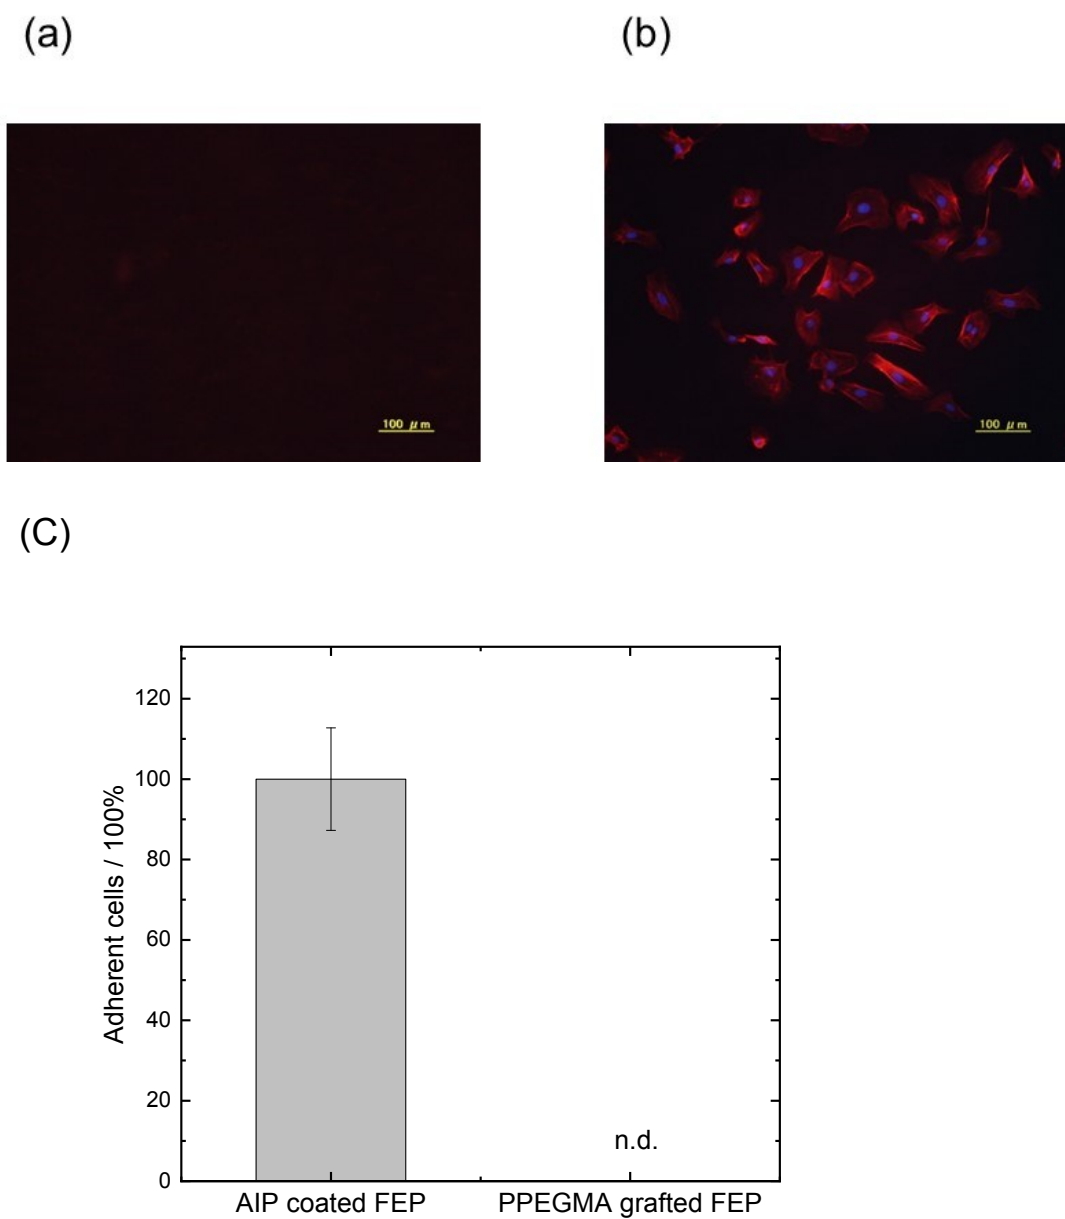 (a)
(b)
100 μm
100 μm
(C)
120
100
80
60
40
20
0
Adherent cells / 100%
n.d.
AIP coated FEP
PPEGMA grafted FEP